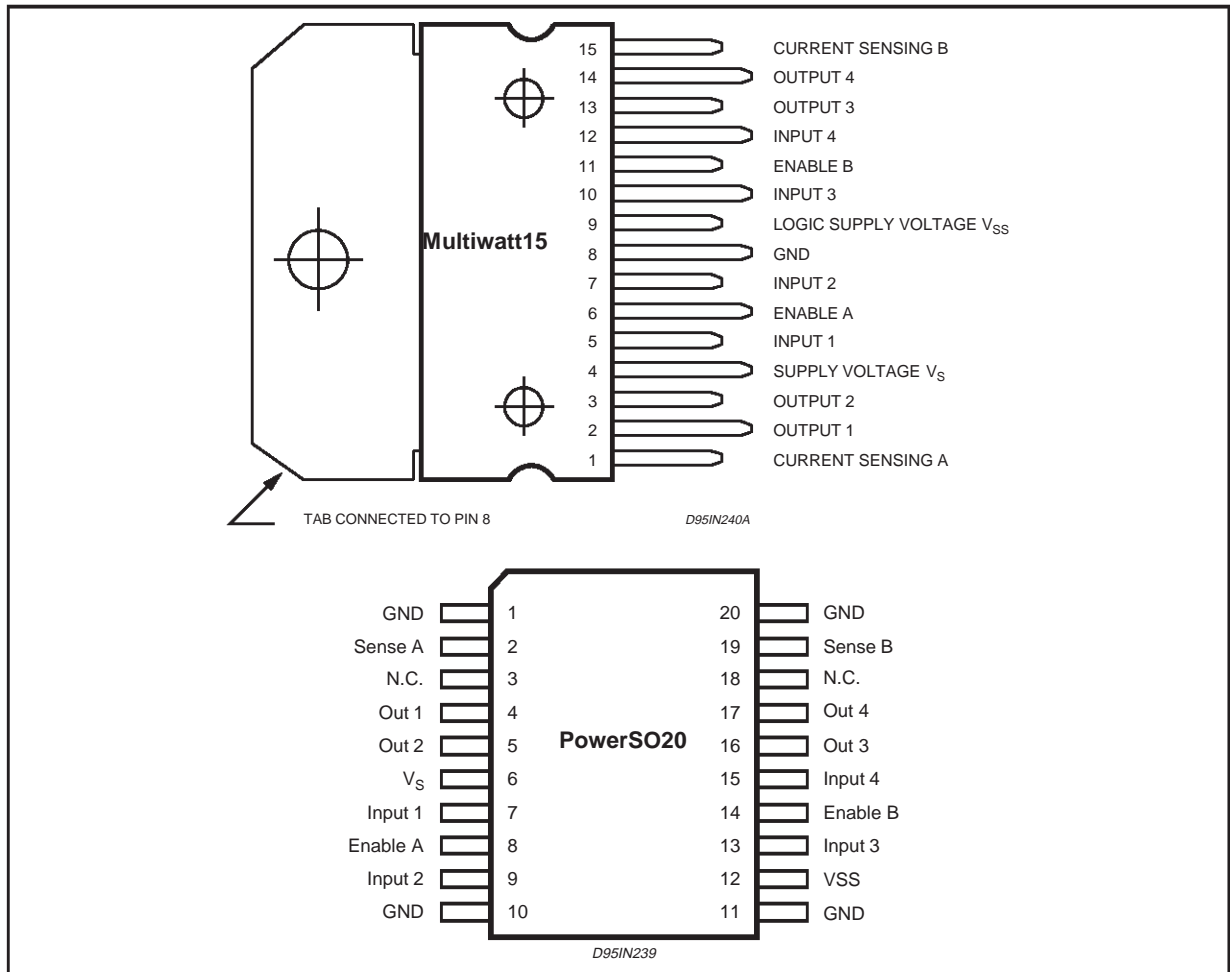 15 CURRENT SENSING B
14 OUTPUT 4
13 OUTPUT 3
12 INPUT 4
11 ENABLE B
10 INPUT 3
9 LOGIC SUPPLY VOLTAGE VSS
Multiwatt15
8 GND
7 INPUT 2
6 ENABLE A
5 INPUT 1
4 SUPPLY VOLTAGE VS
3 OUTPUT 2
2 OUTPUT 1
1 CURRENT SENSING A
TAB CONNECTED TO PIN 8
D95IN240A
GND 1 20 GND
Sense A 2 19 Sense B
N.C. 3 18 N.C.
Out 1 4 17 Out 4
Out 2 5 PowerSO20 16 Out 3
VS 6 15 Input 4
Input 1 7 14 Enable B
Enable A 8 13 Input 3
Input 2 9 12 VSS
GND 10 11 GND
D95IN239